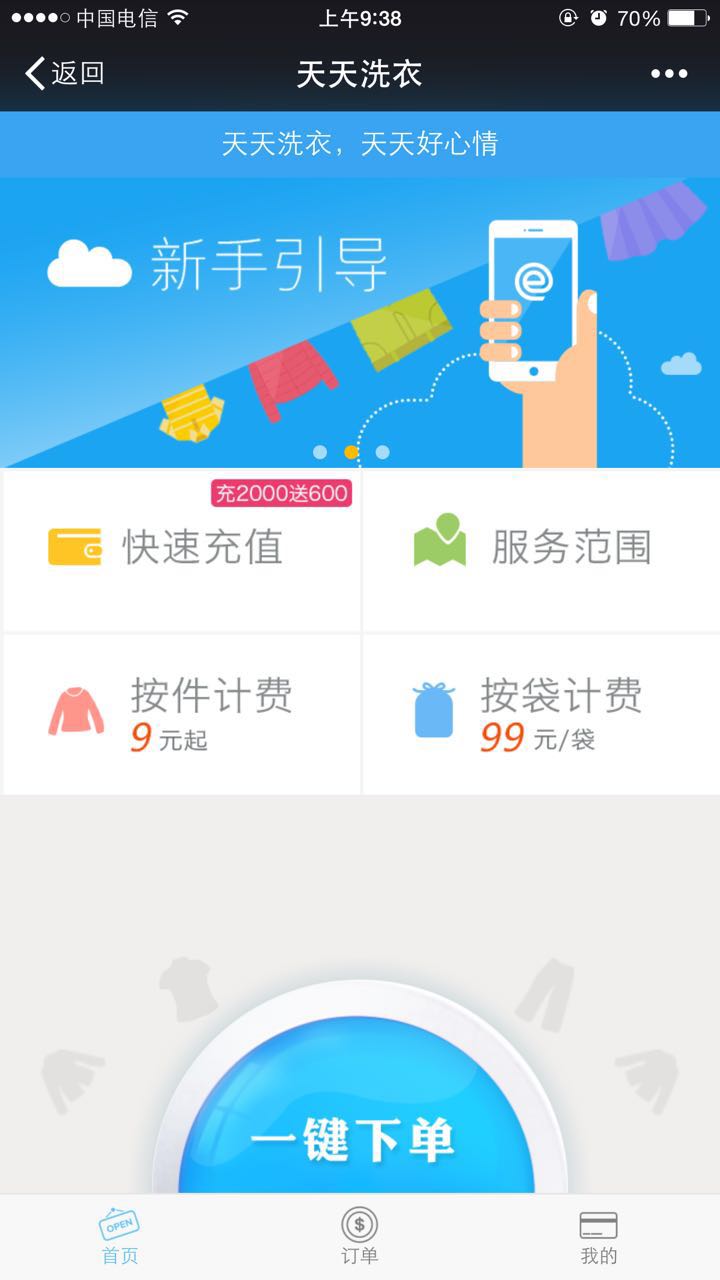 中国电信
上午9:38
70%
返回
天天洗衣
天天洗衣，天天好心情
新手引导
e
充2000送600
快速充值
服务范围
按件计费
9元起
按袋计费
99元/袋
一键下单
OPEN
$
首页
订单
我的